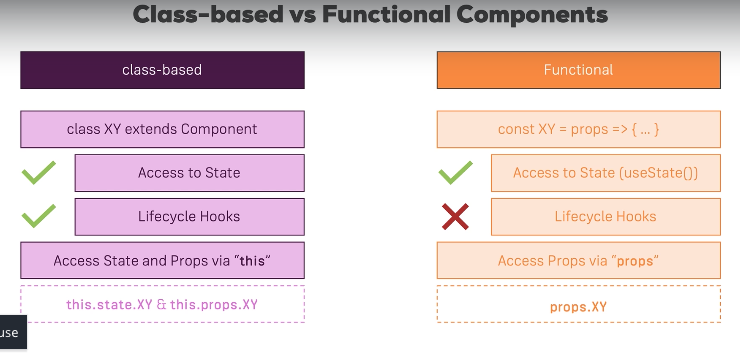 Class-based vs Functional Components
class-based
Functional
class XY extends Component
const XY = props => { ... }
Access to State
Access to State (useState())
Lifecycle Hooks
Lifecycle Hooks
Access State and Props via “this”
Access Props via “props”
this.state.XY & this.props.XY
props.XY
use